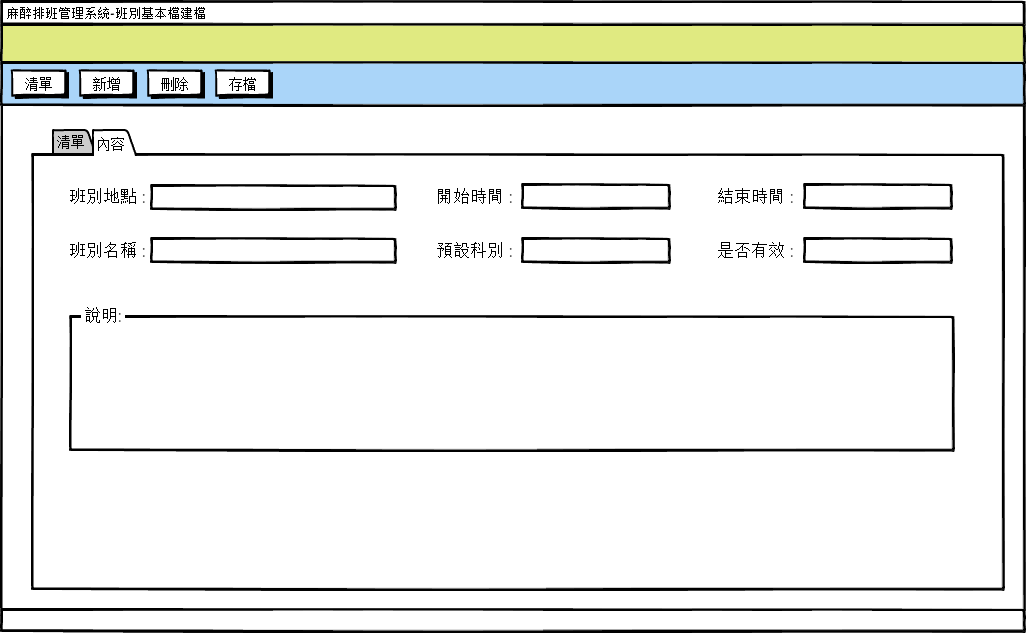 麻醉排班管理系統-班別基本檔建檔
清單 新增 刪除 存檔
清單 內容
班別地點 : 開始時間 : 結束時間 :
班別名稱 : 預設科別 : 是否有效 :
說明: